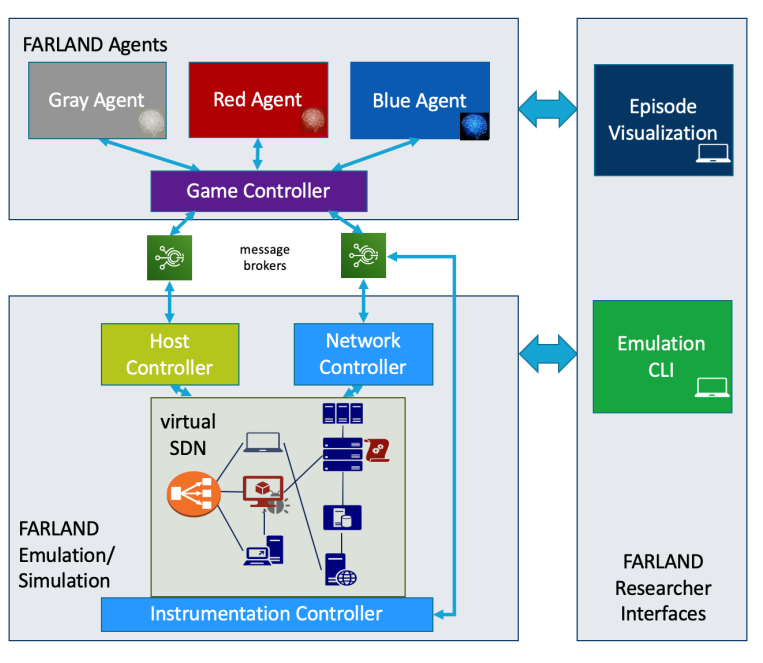 FARLAND Agents
Gray Agent
Red Agent
Blue Agent
Game Controller
message
brokers
Host
Controller
Network
Controller
virtual
SDN
FARLAND
Emulation/
Simulation
Instrumentation Controller
Episode
Visualization
Emulation
CLI
FARLAND
Researcher
Interfaces